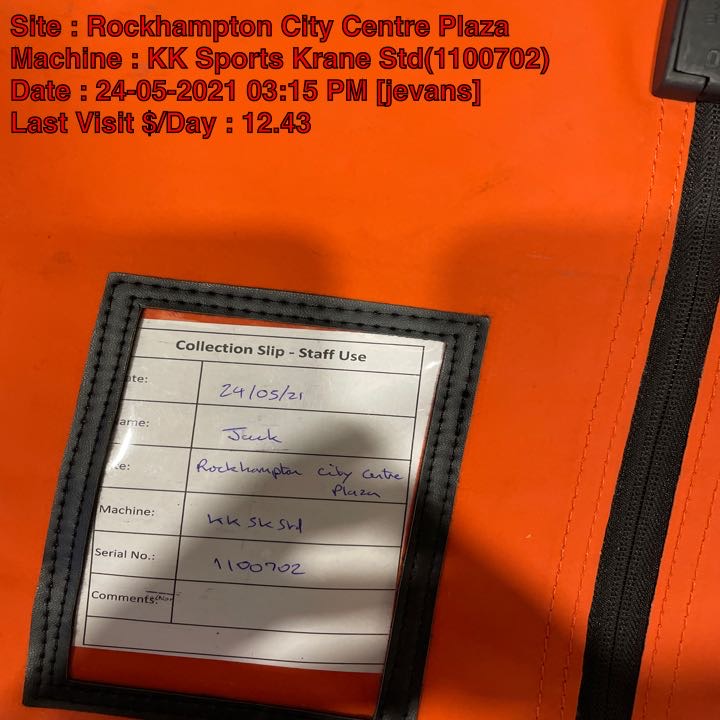 Site : Rockhampton City Centre Plaza
Machine : KK Sports Krane Std(1100702)
Date : 24-05-2021 03:15 PM [jevans]
Last Visit $/Day : 12.43
Collection Slip - Staff Use
ate: 24/05/21
ame: Jack
te: Rockhampton city centre
Plaza
Machine: KK SK Std
Serial No.: 1100702
Comments: